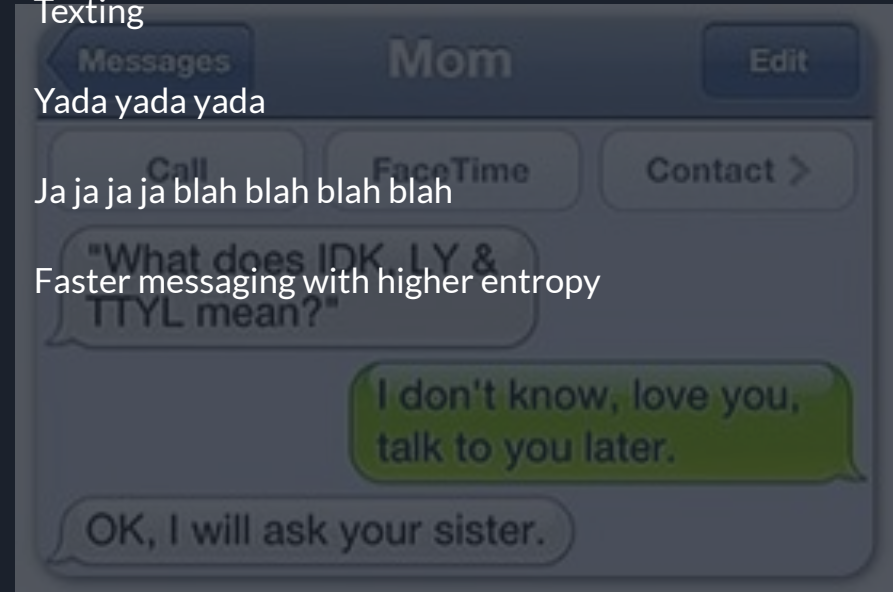 Texting
Messages
Mom
Edit
Yada yada yada
Call
FaceTime
Contact >
Ja ja ja ja blah blah blah blah
"What does IDK, LY &
TTYL mean?"
Faster messaging with higher entropy
I don't know, love you,
talk to you later.
OK, I will ask your sister.